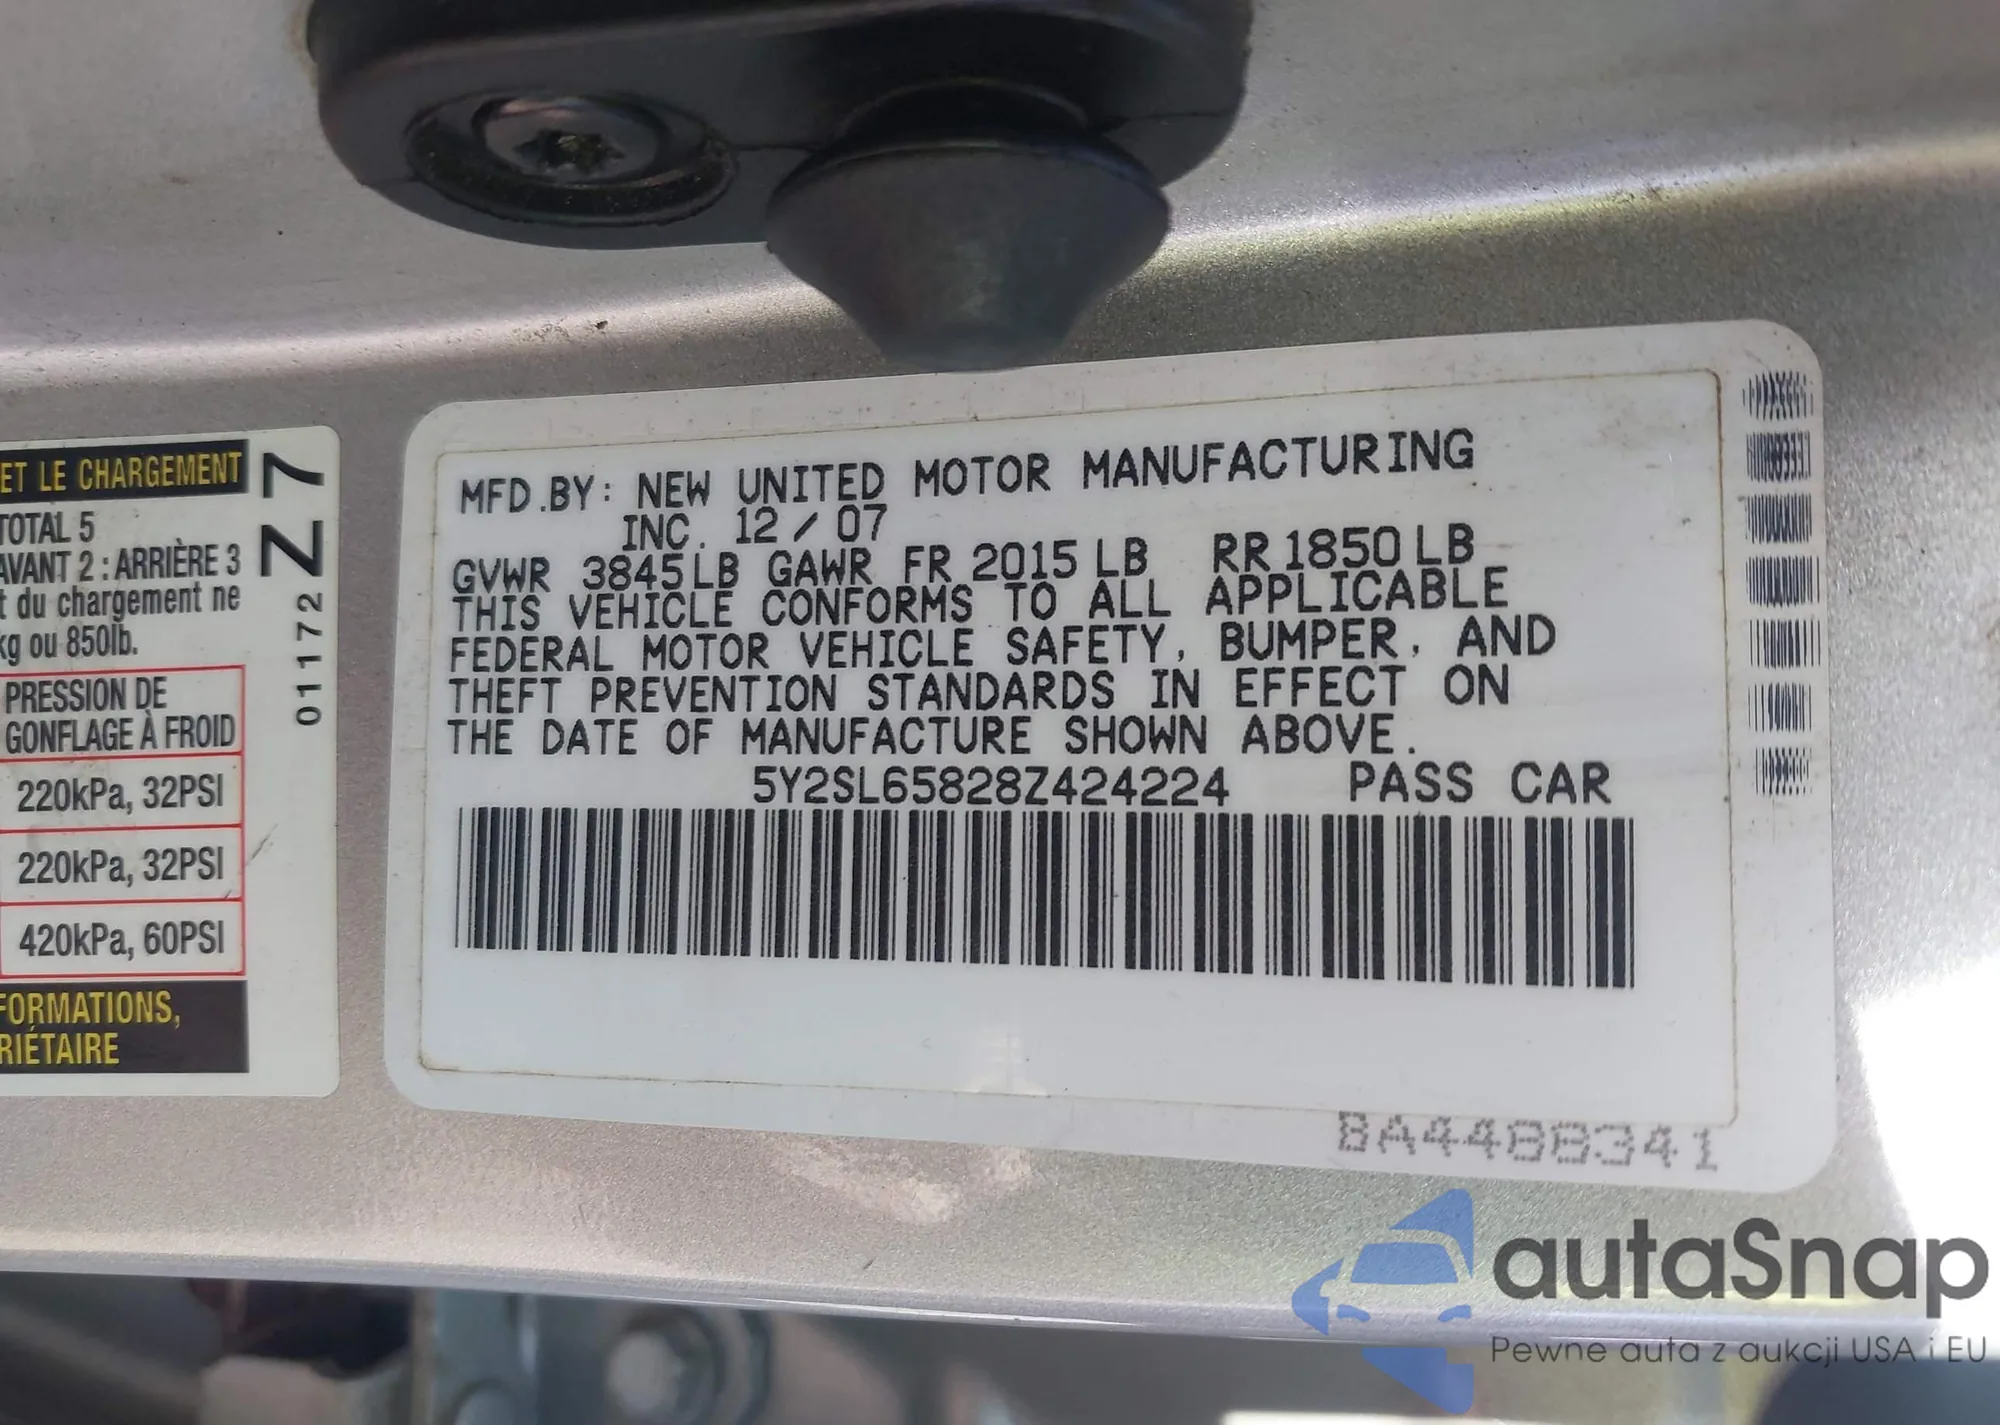 ET LE CHARGEMENT
TOTAL 5
AVANT 2 : ARRIÈRE 3
t du chargement ne
kg ou 850lb.
PRESSION DE
GONFLAGE À FROID
220kPa, 32PSI
220kPa, 32PSI
420kPa, 60PSI
FORMATIONS,
RIÉTAIRE
01172 Z7
MFD.BY: NEW UNITED MOTOR MANUFACTURING
INC. 12/07
GVWR 3845LB GAWR FR 2015 LB RR 1850 LB
THIS VEHICLE CONFORMS TO ALL APPLICABLE
FEDERAL MOTOR VEHICLE SAFETY, BUMPER, AND
THEFT PREVENTION STANDARDS IN EFFECT ON
THE DATE OF MANUFACTURE SHOWN ABOVE.
5Y2SL65828Z424224 PASS CAR
autaSnap
Pewne auta z aukcji USA i EU